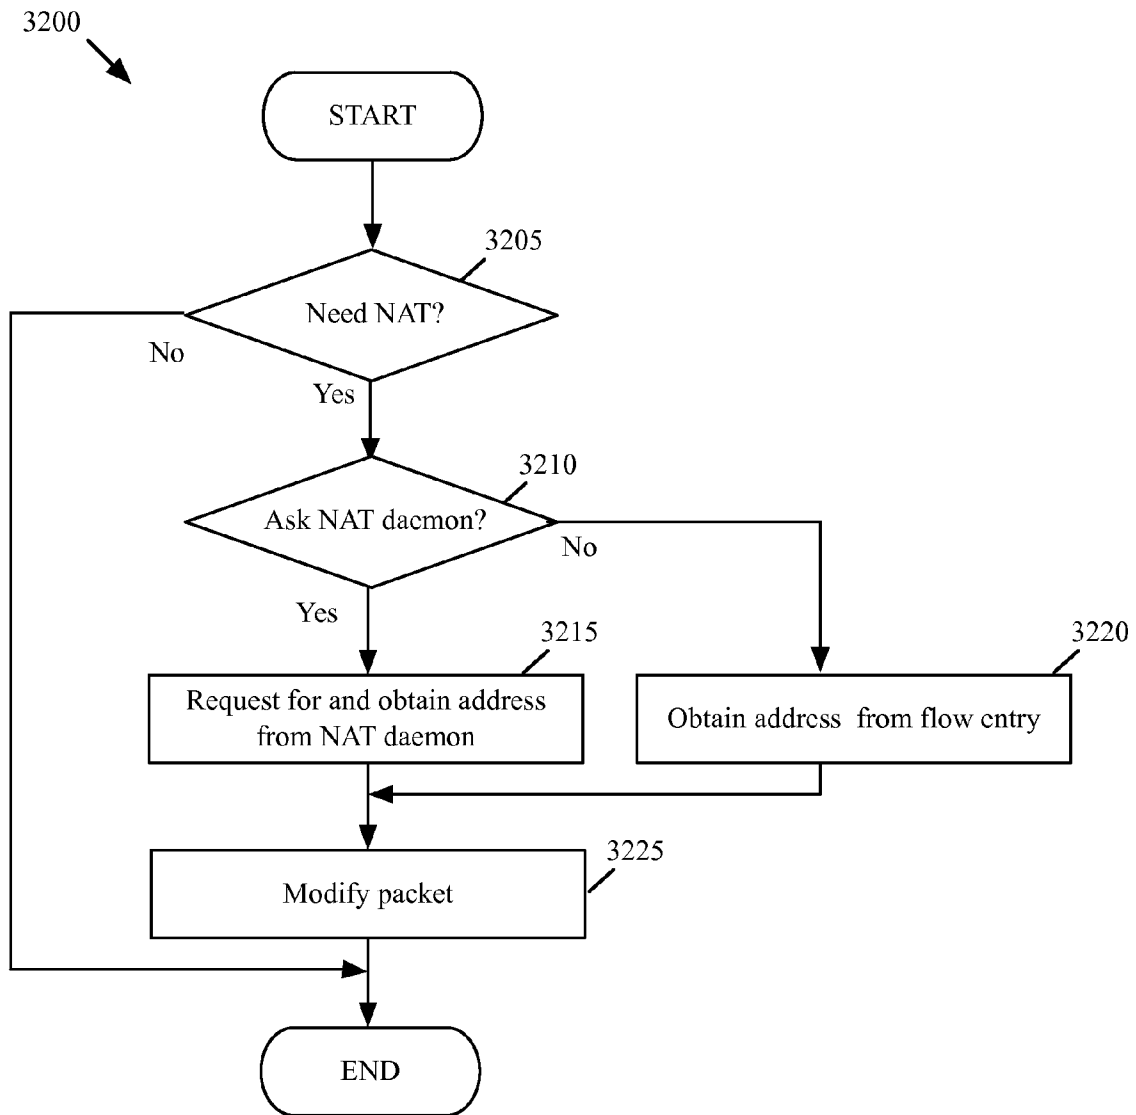 3200
START
3205
Need NAT?
No
Yes
3210
Ask NAT daemon?
No
Yes
3215
3220
Request for and obtain address
from NAT daemon
Obtain address from flow entry
3225
Modify packet
END